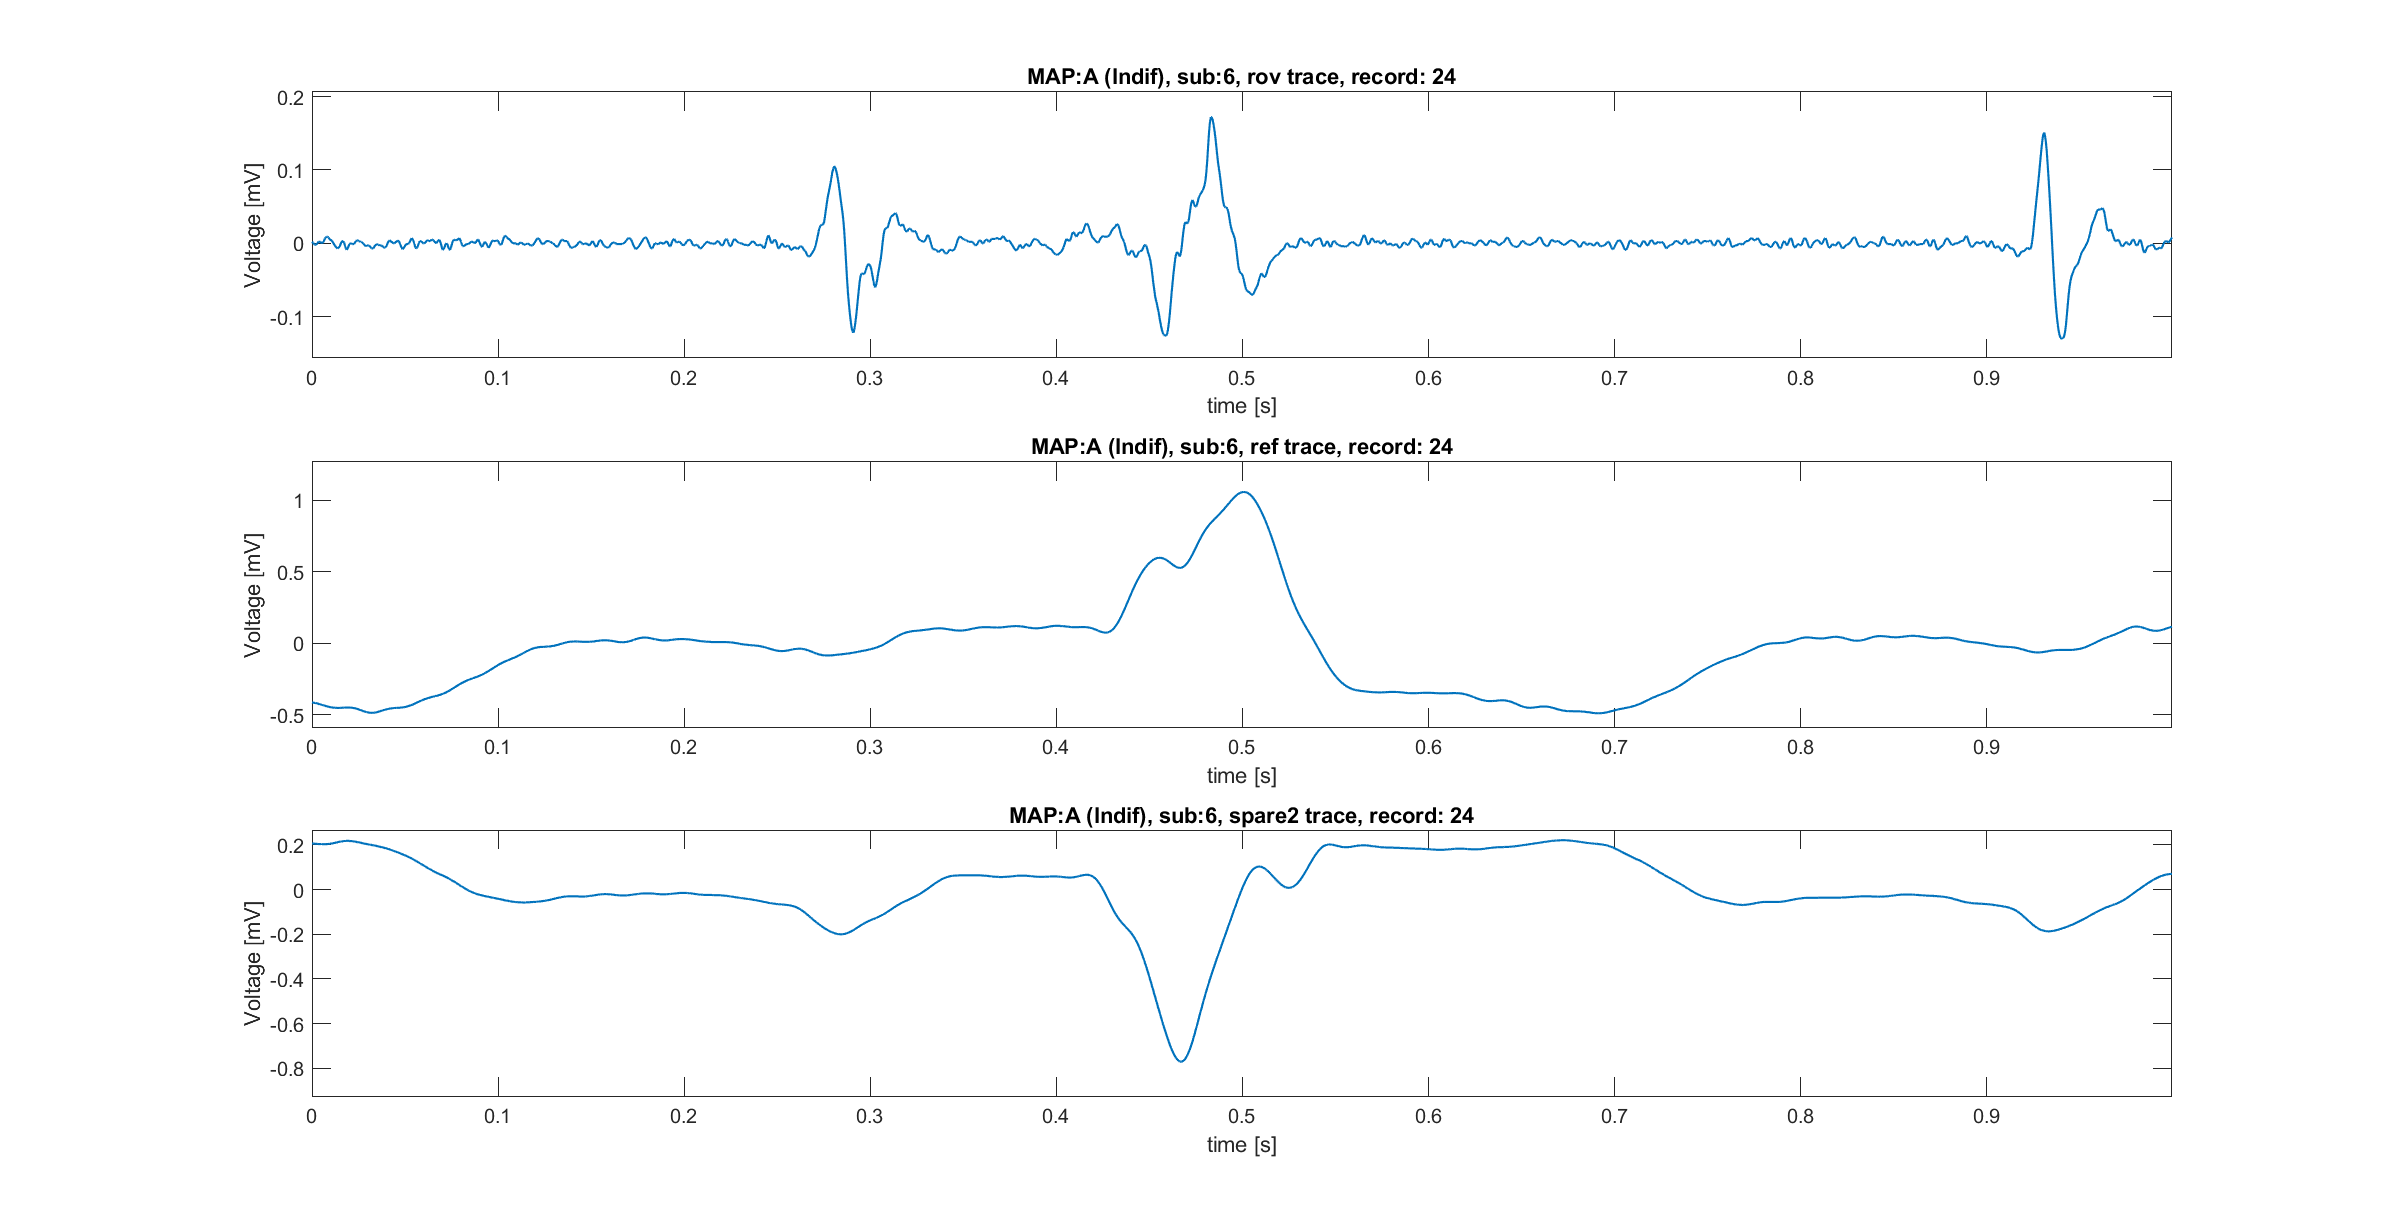 MAP:A (Indif), sub:6, rov trace, record: 24
Voltage [mV]
0.2
0.1
0
-0.1
0 0.1 0.2 0.3 0.4 0.5 0.6 0.7 0.8 0.9
time [s]
MAP:A (Indif), sub:6, ref trace, record: 24
Voltage [mV]
1
0.5
0
-0.5
0 0.1 0.2 0.3 0.4 0.5 0.6 0.7 0.8 0.9
time [s]
MAP:A (Indif), sub:6, spare2 trace, record: 24
Voltage [mV]
0.2
0
-0.2
-0.4
-0.6
-0.8
0 0.1 0.2 0.3 0.4 0.5 0.6 0.7 0.8 0.9
time [s]